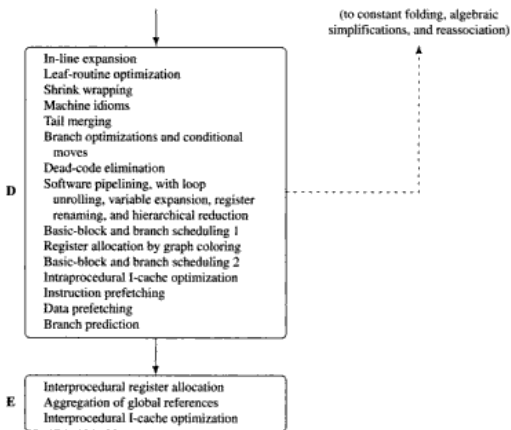 (to constant folding, algebraic
simplifications, and reassociation)
In-line expansion
Leaf-routine optimization
Shrink wrapping
Machine idioms
Tail merging
Branch optimizations and conditional
moves
Dead-code elimination
D
Software pipelining, with loop
unrolling, variable expansion, register
renaming, and hierarchical reduction
Basic-block and branch scheduling 1
Register allocation by graph coloring
Basic-block and branch scheduling 2
Intraprocedural I-cache optimization
Instruction prefetching
Data prefetching
Branch prediction
Interprocedural register allocation
E
Aggregation of global references
Interprocedural I-cache optimization